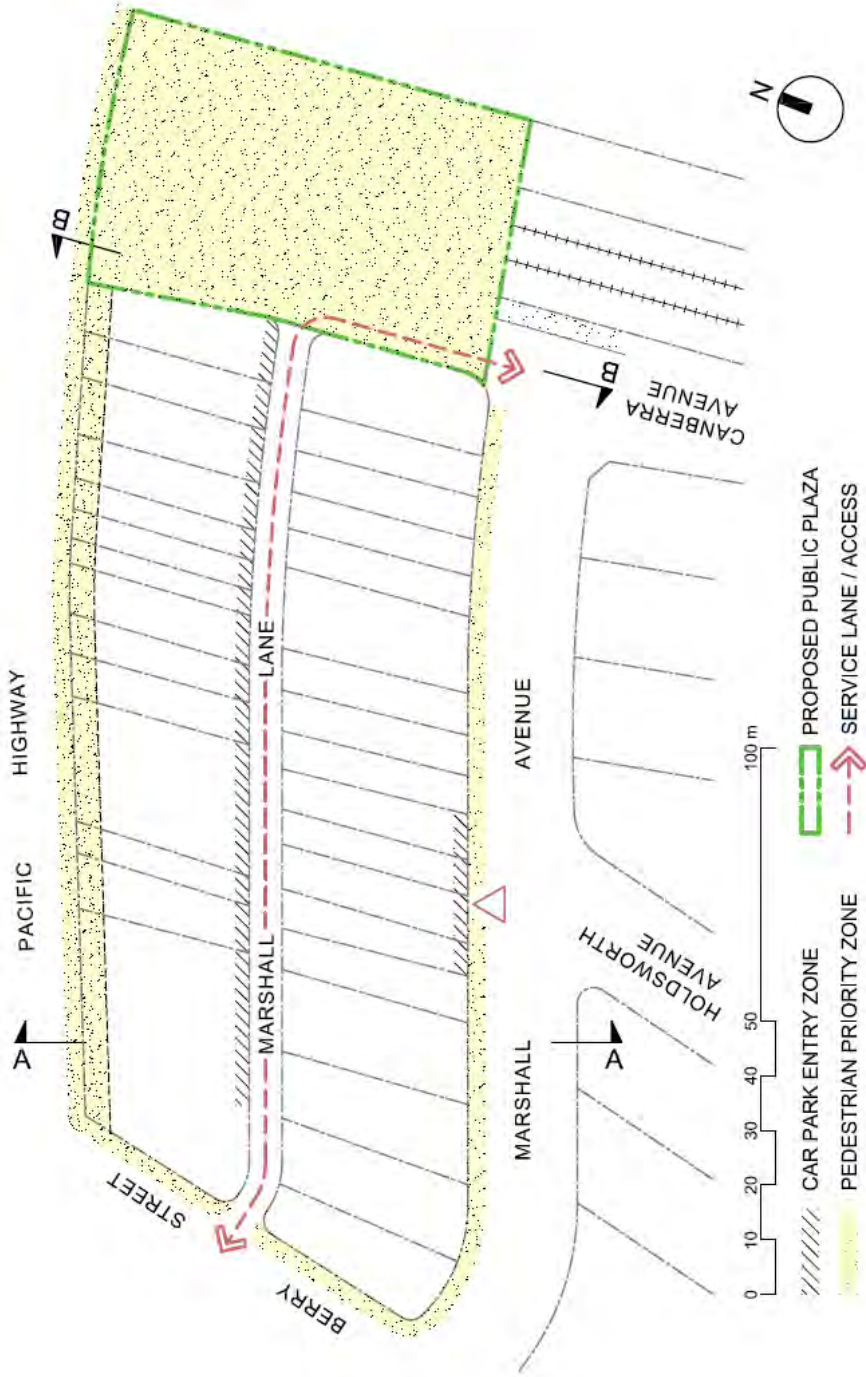 PACIFIC HIGHWAY
N
B
A
STREET
BERRY
MARSHALL LANE
MARSHALL AVENUE
B
CANBERRA
AVENUE
A
HOLDSWORTH
AVENUE
0 10 20 30 40 50 100 m
CAR PARK ENTRY ZONE
PROPOSED PUBLIC PLAZA
PEDESTRIAN PRIORITY ZONE
SERVICE LANE / ACCESS